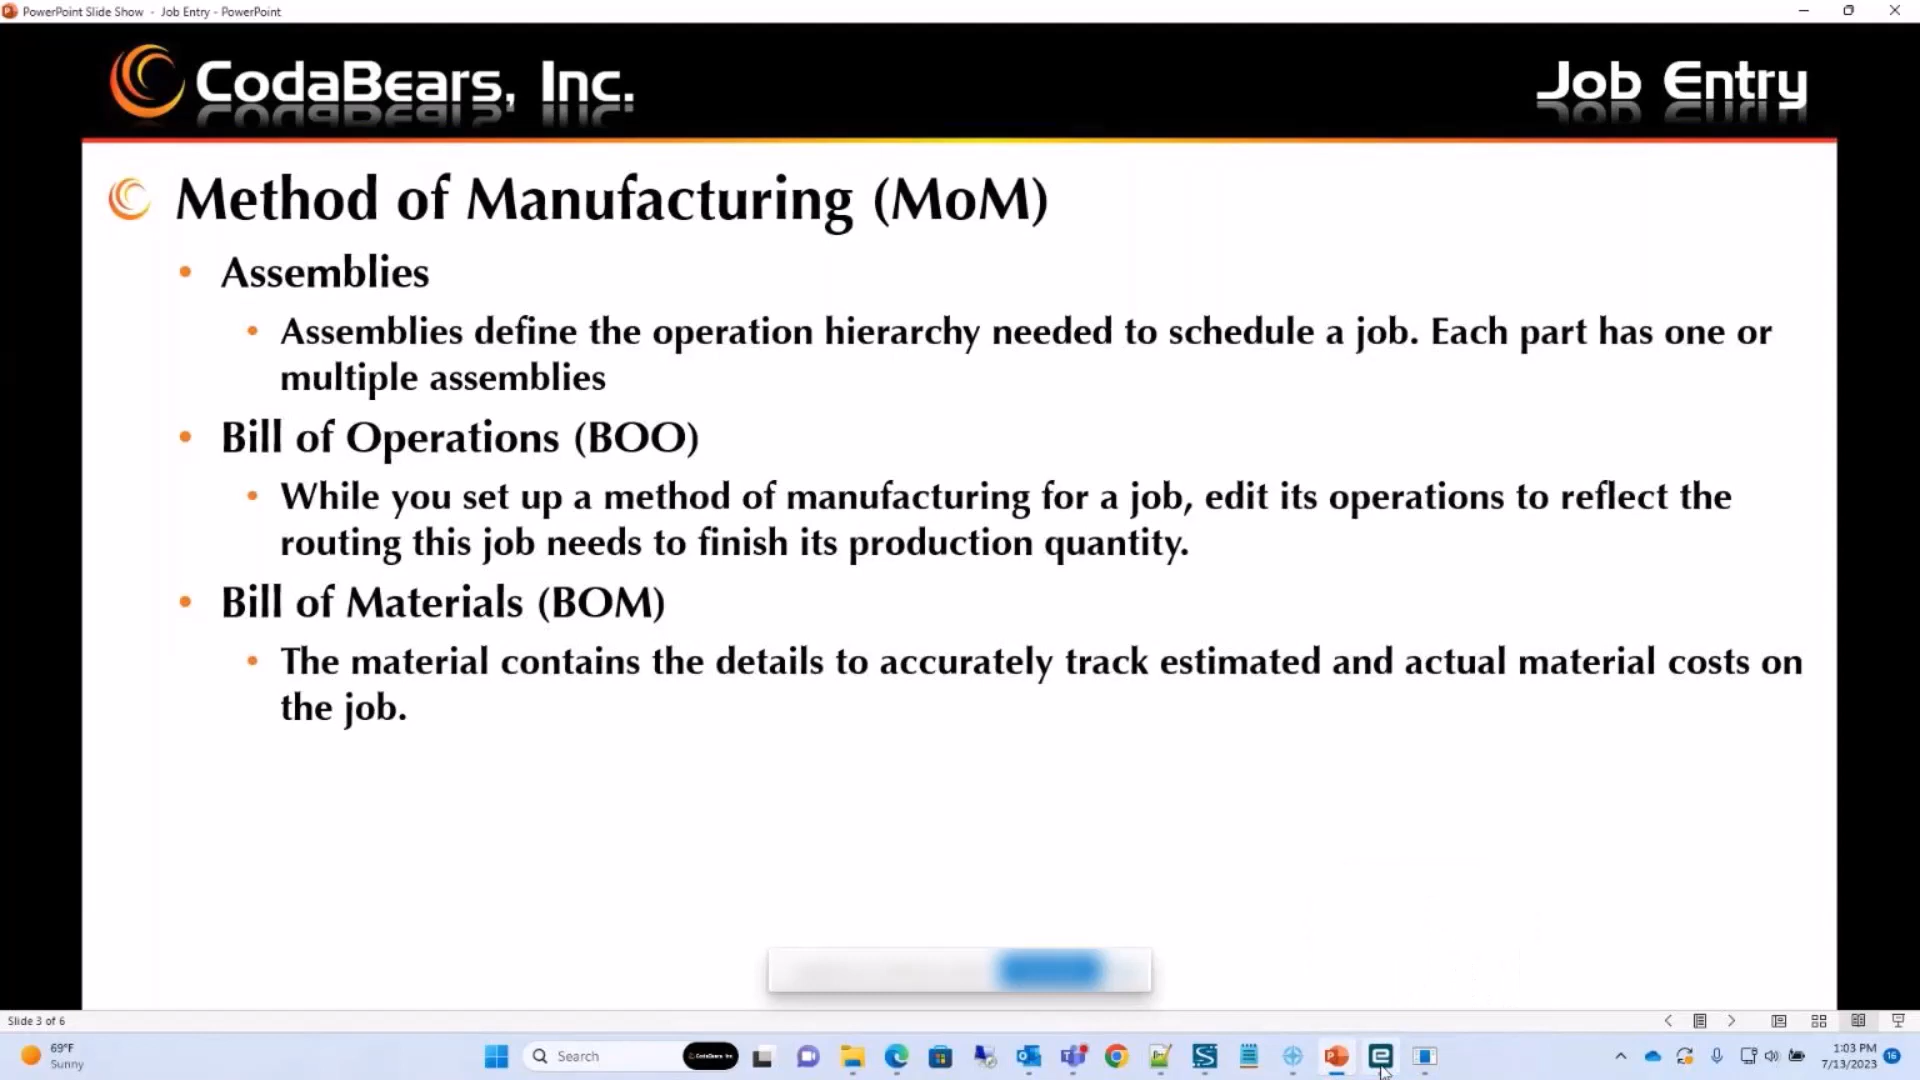 PowerPoint Slide Show - Job Entry - PowerPoint
CodaBears, Inc.
Job Entry
Method of Manufacturing (MoM)
• Assemblies
• Assemblies define the operation hierarchy needed to schedule a job. Each part has one or
multiple assemblies
• Bill of Operations (BOO)
• While you set up a method of manufacturing for a job, edit its operations to reflect the
routing this job needs to finish its production quantity.
• Bill of Materials (BOM)
• The material contains the details to accurately track estimated and actual material costs on
the job.
Slide 3 of 6
69°F
Sunny
Search
CodaBears Inc
1:03 PM
7/13/2023
16